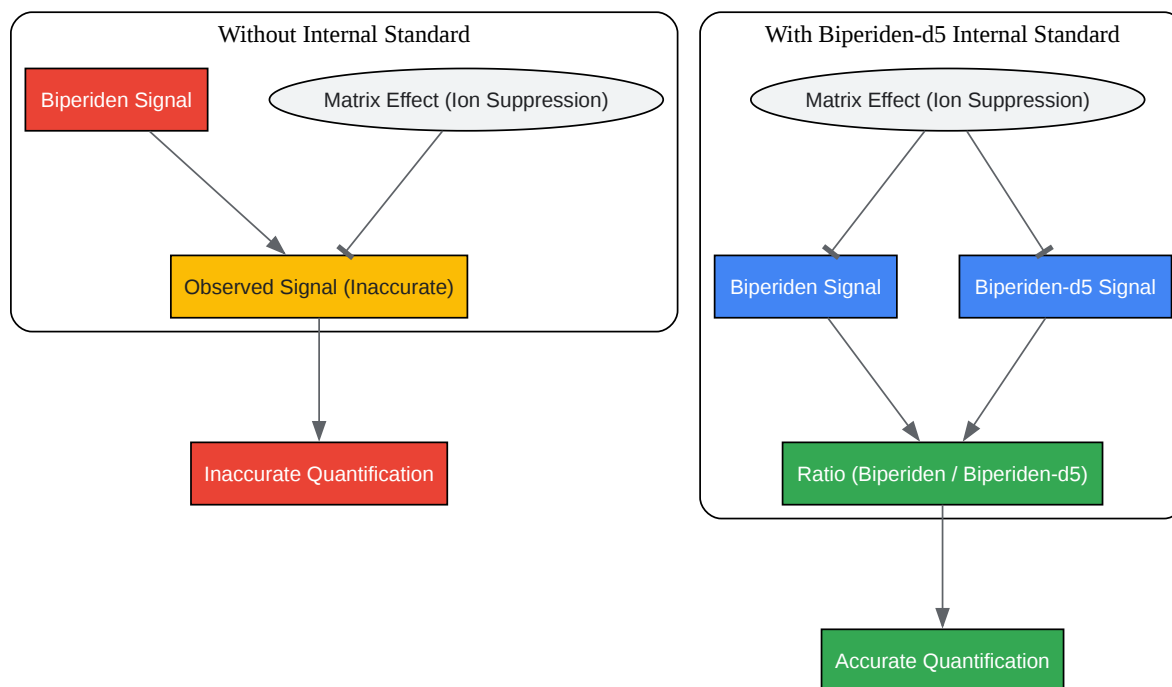 Without Internal Standard
Biperiden Signal
Matrix Effect (Ion Suppression)
Observed Signal (Inaccurate)
Inaccurate Quantification
With Biperiden-d5 Internal Standard
Matrix Effect (Ion Suppression)
Biperiden Signal
Biperiden-d5 Signal
Ratio (Biperiden / Biperiden-d5)
Accurate Quantification